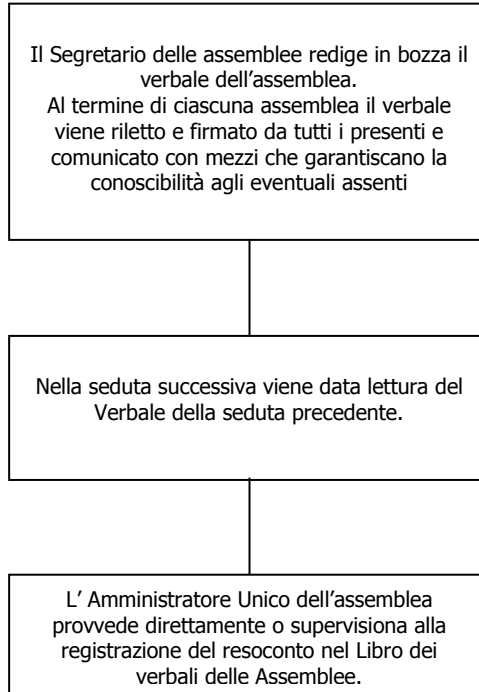 Il Segretario delle assemblee redige in bozza il
verbale dell’assemblea.
Al termine di ciascuna assemblea il verbale
viene riletto e firmato da tutti i presenti e
comunicato con mezzi che garantiscano la
conoscibilità agli eventuali assenti
Nella seduta successiva viene data lettura del
Verbale della seduta precedente.
L’ Amministratore Unico dell’assemblea
provvede direttamente o supervisiona alla
registrazione del resoconto nel Libro dei
verbali delle Assemblee.